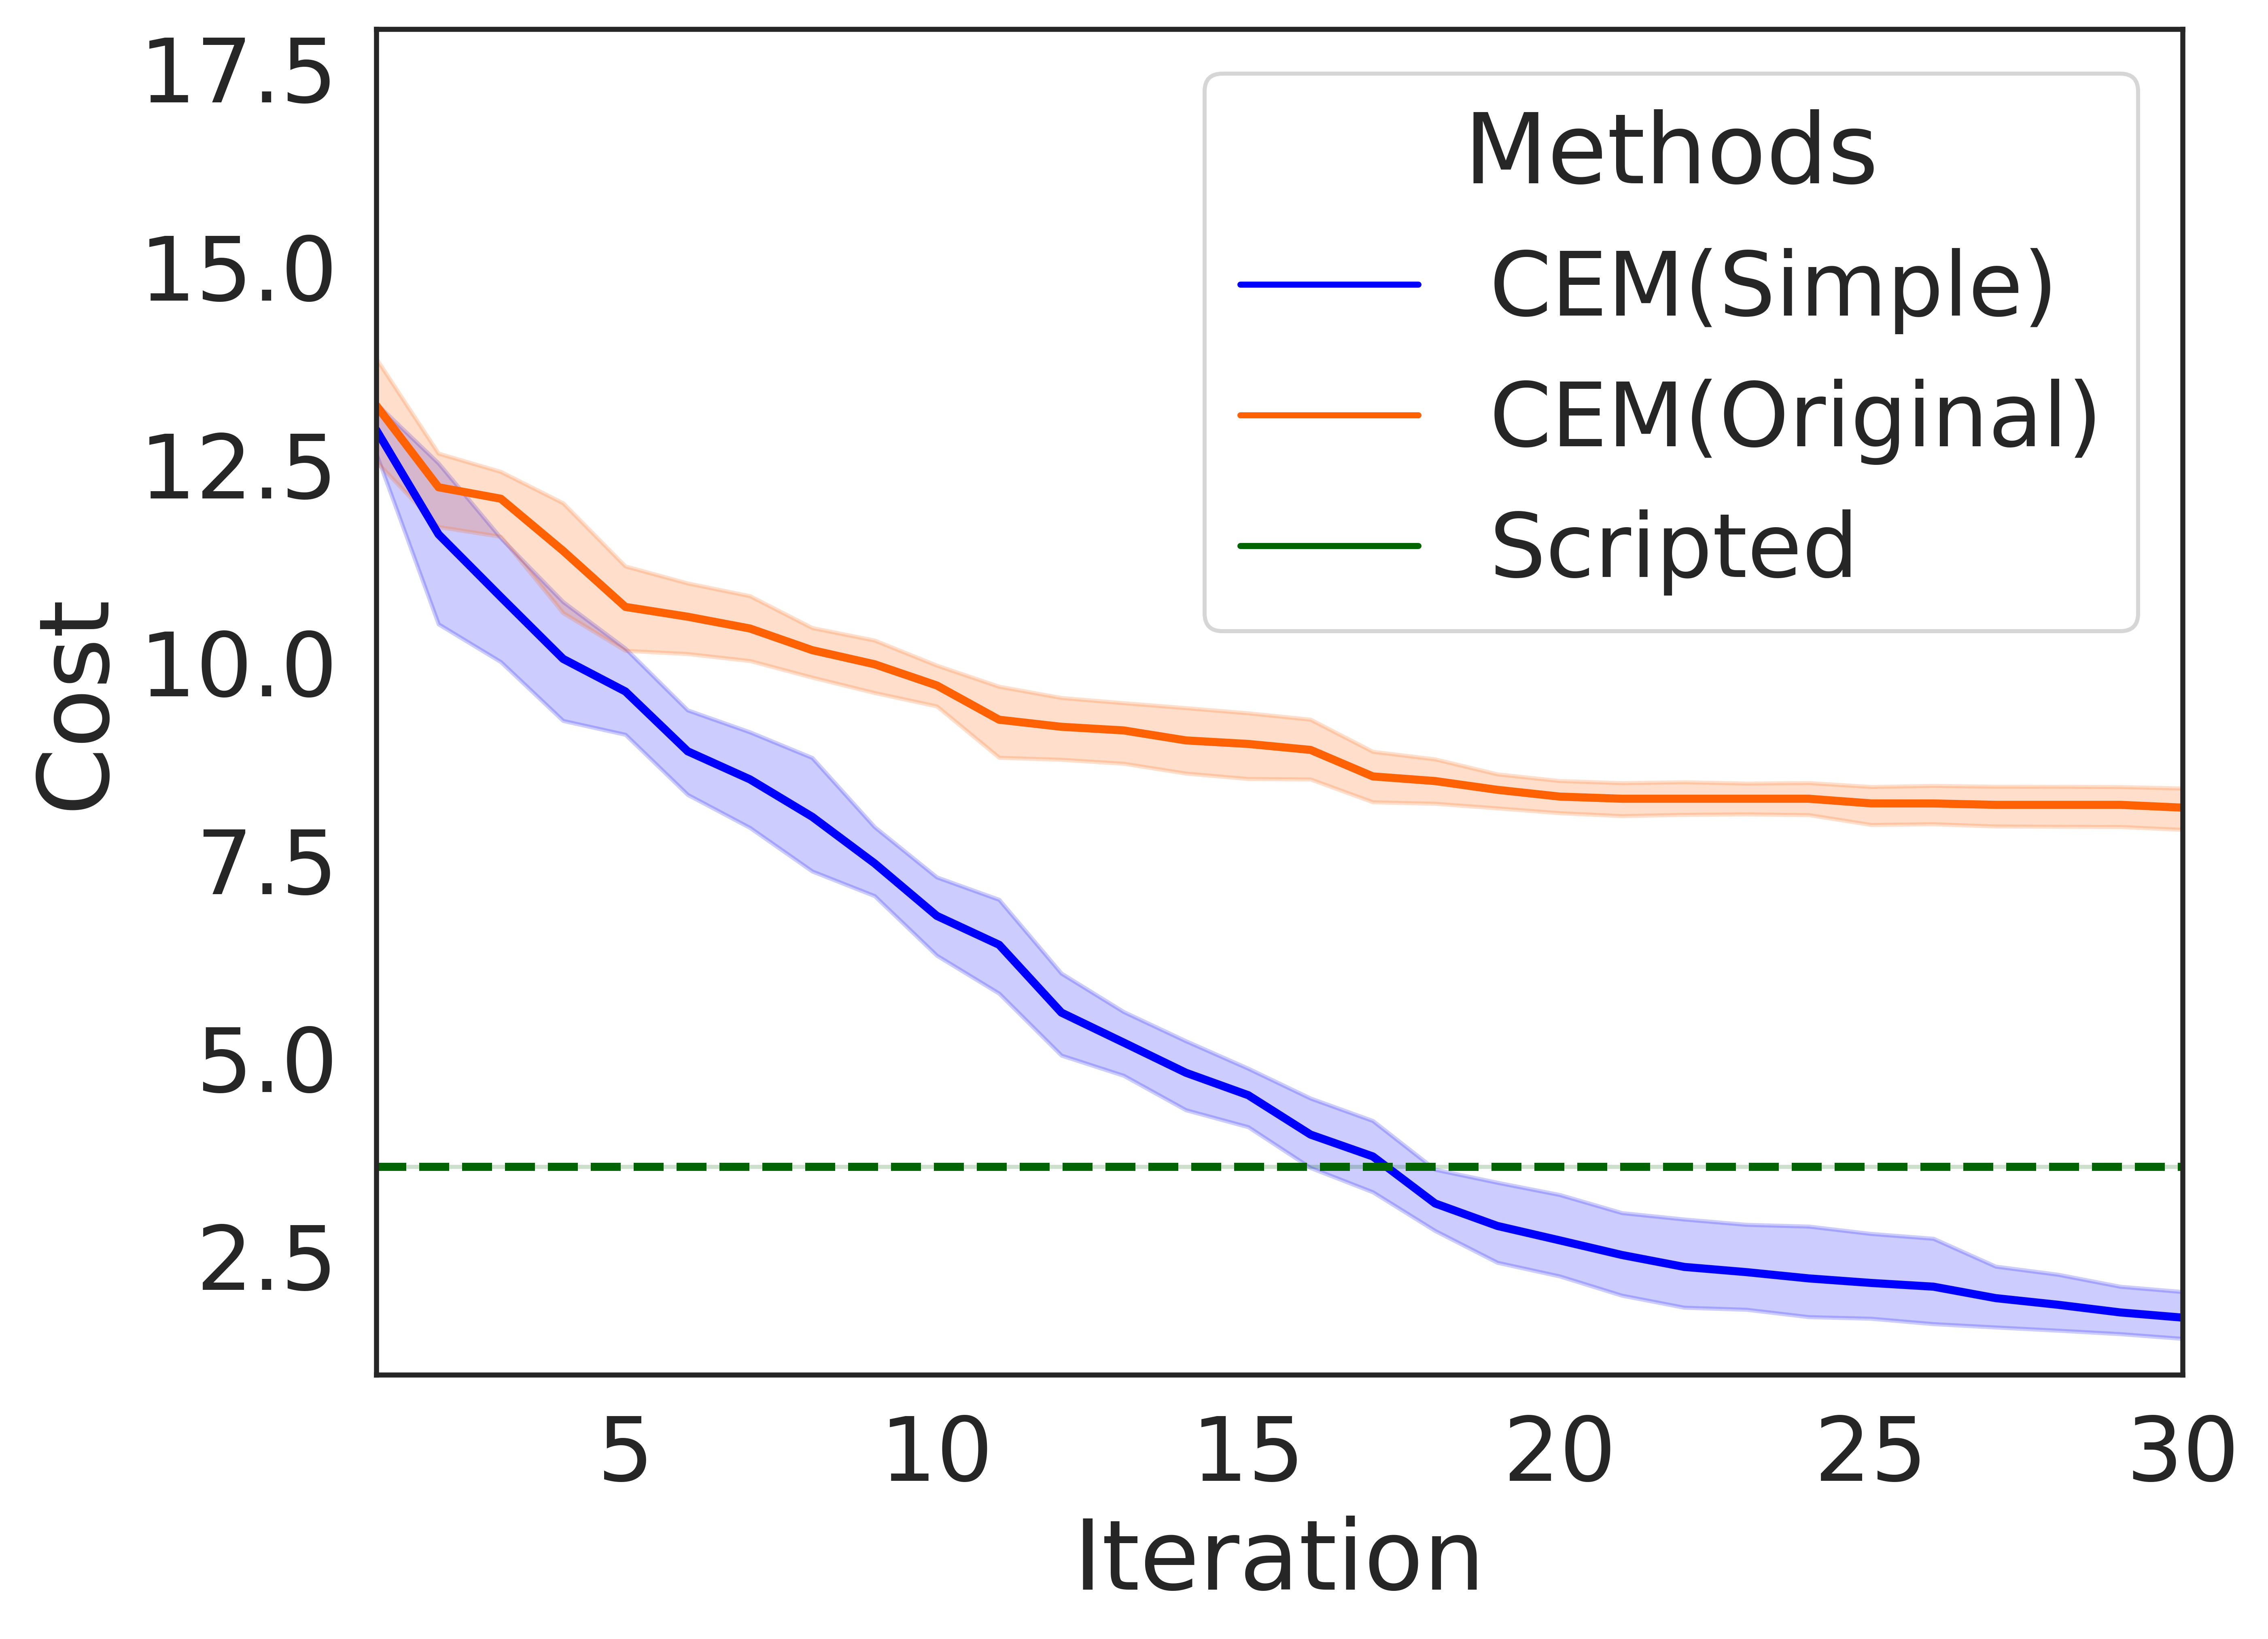 17.5
15.0
12.5
10.0
7.5
5.0
2.5
Cost
Methods
CEM(Simple)
CEM(Original)
Scripted
5 10 15 20 25 30
Iteration